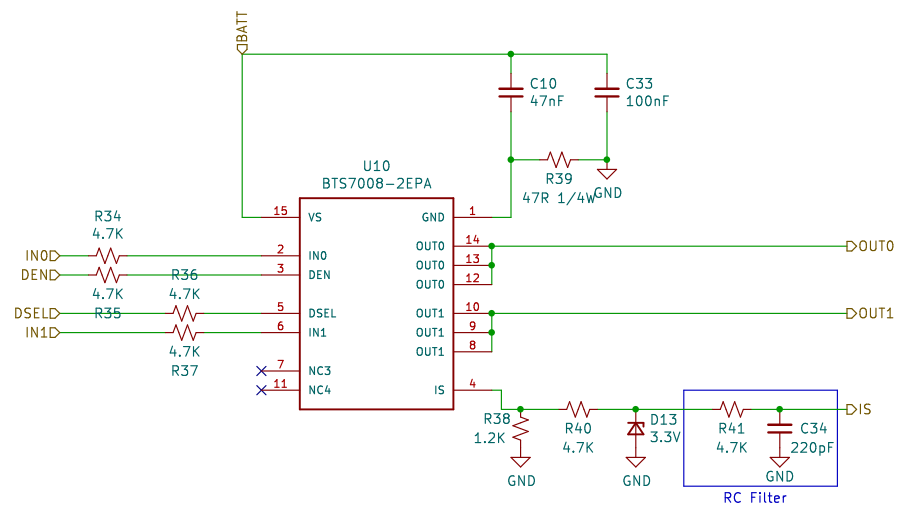 BATT
C10
47nF
C33
100nF
R39
47R 1/4W
GND
U10
BTS7008-2EPA
15 VS
GND 1
R34
4.7K
IN0
2 IN0
DEN
3 DEN
4.7K
R35
R36
4.7K
DSEL
5 DSEL
IN1
6 IN1
4.7K
R37
7 NC3
11 NC4
OUT0 14
OUT0 13
OUT0 12
OUT0
OUT1 10
OUT1 9
OUT1 8
OUT1
IS 4
R38
1.2K
GND
R40
4.7K
D13
3.3V
GND
R41
4.7K
C34
220pF
GND
IS
RC Filter